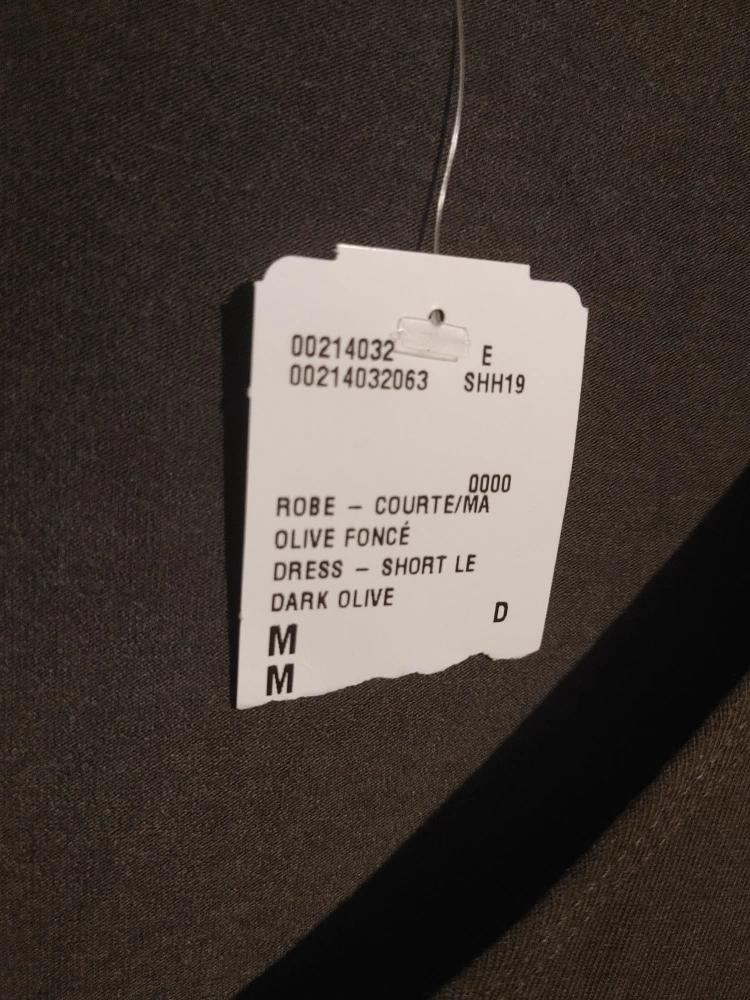 00214032 E
00214032063 SHH19
0000
ROBE – COURTE/MA
OLIVE FONCÉ
DRESS – SHORT LE
DARK OLIVE
D
M
M